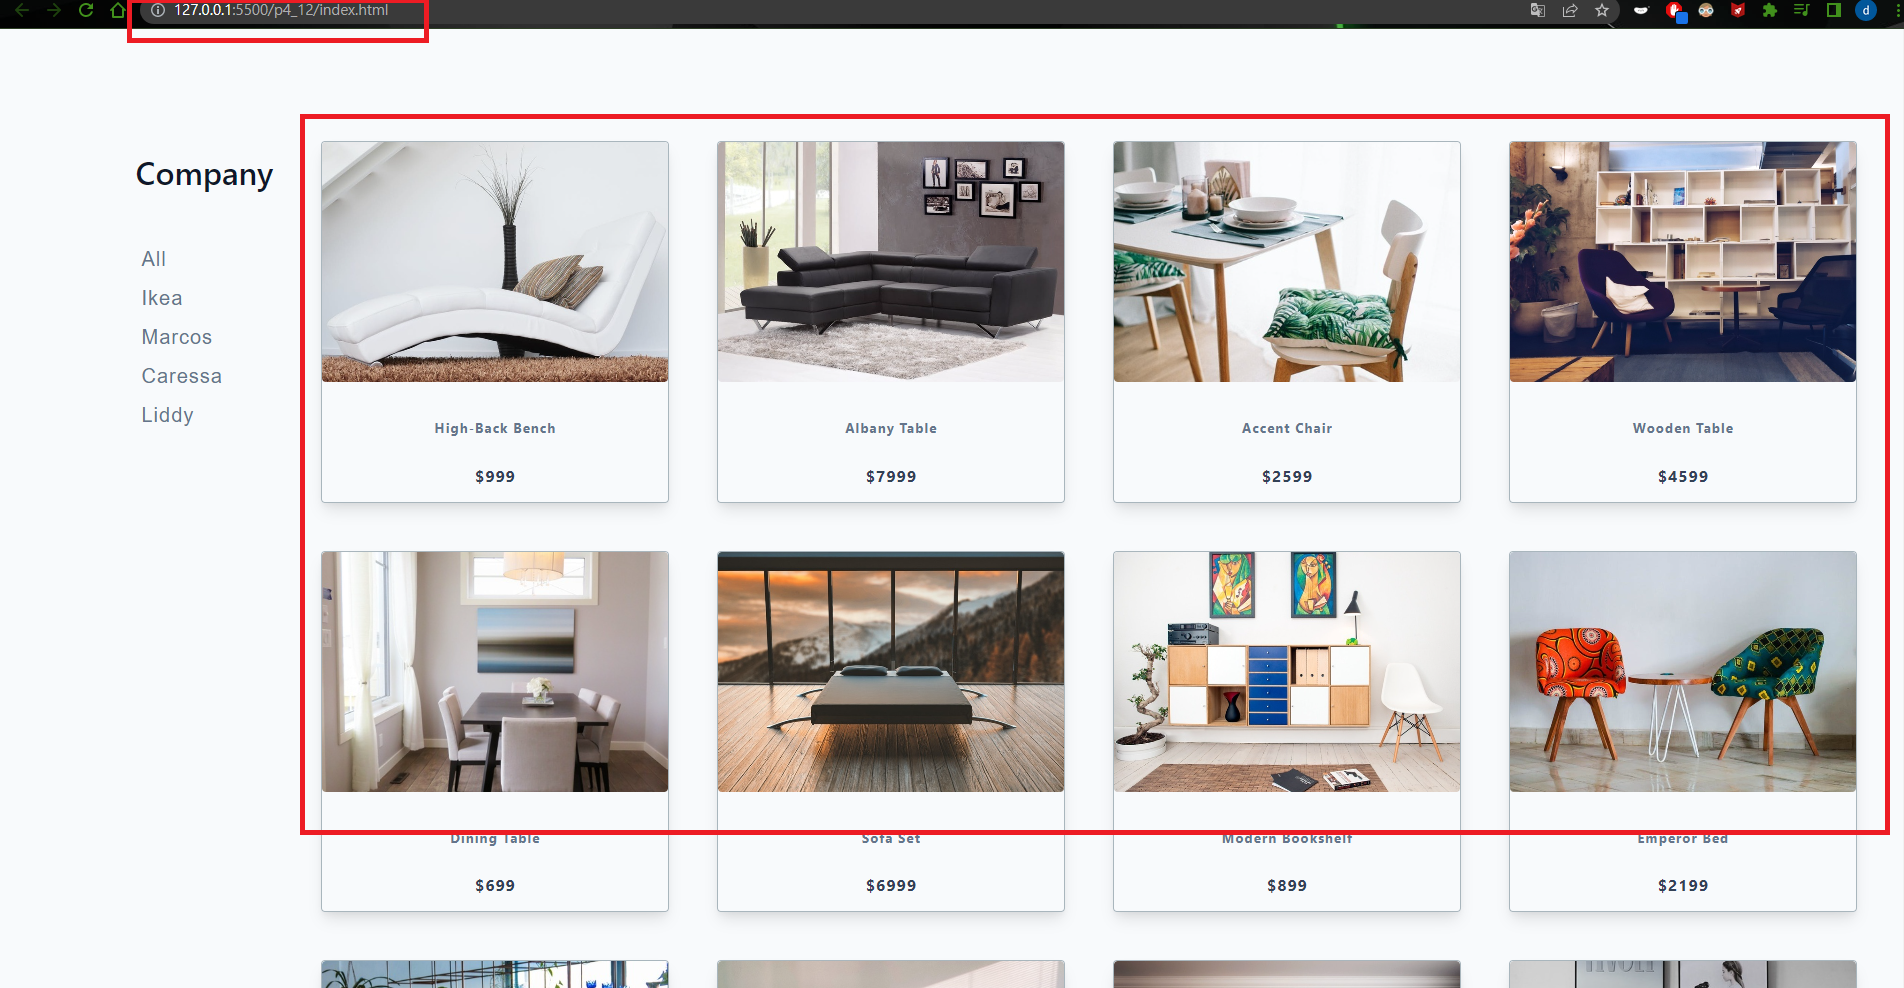 127.0.0.1:5500/p4_12/index.html
d
Company
All
Ikea
Marcos
Caressa
Liddy
High-Back Bench
$999
Albany Table
$7999
Accent Chair
$2599
Wooden Table
$4599
Dining Table
$699
Sofa Set
$6999
Modern Bookshelf
$899
Emperor Bed
$2199